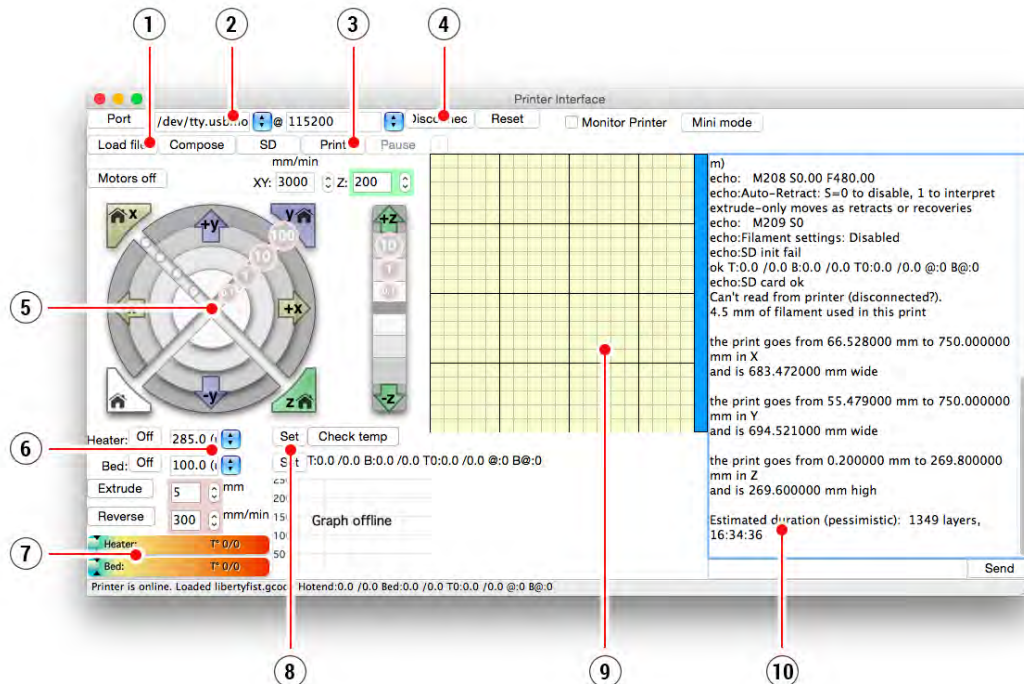 1
2
3
4
Printer Interface
Port /dev/tty.usb @ 115200 Reset Monitor Printer Mini mode
Load file Compose SD Print Pause
mm/min
Motors off XY: 3000 Z: 200
x
+y
y
100
10
1
0.1
+x
-y
z
+z
10
1
0.1
-z
5
m)
echo: M208 S0.00 F480.00
echo:Auto-Retract: S=0 to disable, 1 to interpret
extrude-only moves as retracts or recoveries
echo: M209 S0
echo:Filament settings: Disabled
echo:SD init fail
ok T:0.0 /0.0 B:0.0 /0.0 T0:0.0 /0.0 @:0 B@:0
echo:SD card ok
Can't read from printer (disconnected?).
4.5 mm of filament used in this print
the print goes from 66.528000 mm to 750.000000
mm in X
and is 683.472000 mm wide
the print goes from 55.479000 mm to 750.000000
mm in Y
and is 694.521000 mm wide
the print goes from 0.200000 mm to 269.800000
mm in Z
and is 269.600000 mm high
Estimated duration (pessimistic): 1349 layers,
16:34:36
Send
6
Heater: Off 285.0 Set Check temp
Bed: Off 100.0 Set T:0.0 /0.0 B:0.0 /0.0 T0:0.0 /0.0 @:0 B@:0
Extrude 5 mm
Reverse 300 mm/min
200
150
100
50
Graph offline
7
Heater: T° 0/0
Bed: T° 0/0
Printer is online. Loaded libertyfist.gcode Hotend:0.0 /0.0 Bed:0.0 /0.0 T0:0.0 /0.0 @:0 B@:0
8
9
10